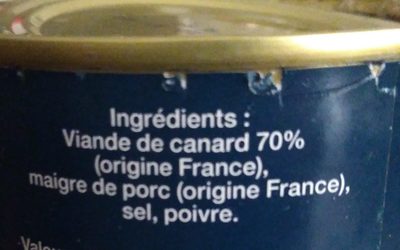 Ingrédients :
Viande de canard 70%
(origine France),
maigre de porc (origine France),
sel, poivre.